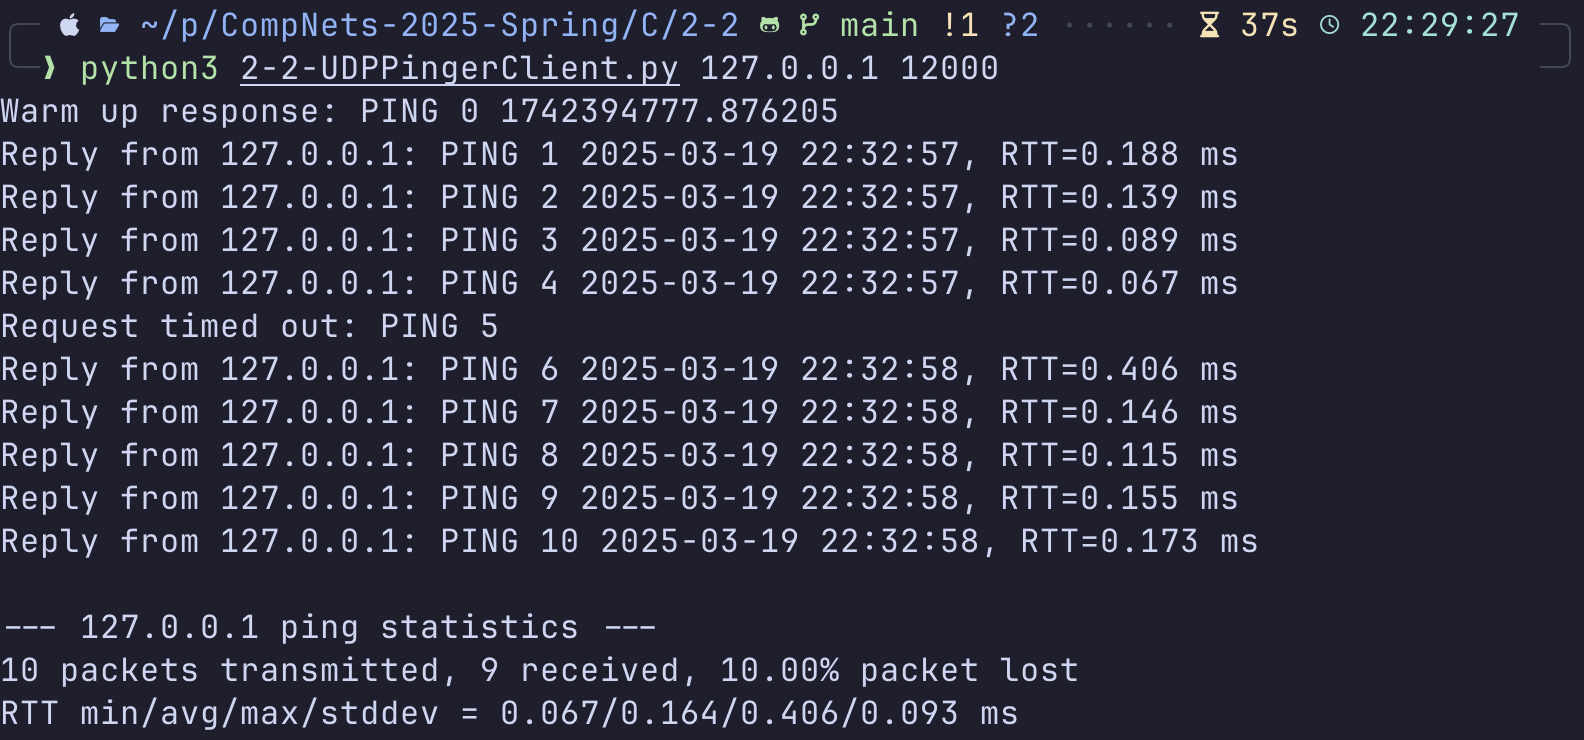 ~/p/CompNets-2025-Spring/C/2-2 main !1 ?2 ······ 37s 22:29:27
❱ python3 2-2-UDPPingerClient.py 127.0.0.1 12000
Warm up response: PING 0 1742394777.876205
Reply from 127.0.0.1: PING 1 2025-03-19 22:32:57, RTT=0.188 ms
Reply from 127.0.0.1: PING 2 2025-03-19 22:32:57, RTT=0.139 ms
Reply from 127.0.0.1: PING 3 2025-03-19 22:32:57, RTT=0.089 ms
Reply from 127.0.0.1: PING 4 2025-03-19 22:32:57, RTT=0.067 ms
Request timed out: PING 5
Reply from 127.0.0.1: PING 6 2025-03-19 22:32:58, RTT=0.406 ms
Reply from 127.0.0.1: PING 7 2025-03-19 22:32:58, RTT=0.146 ms
Reply from 127.0.0.1: PING 8 2025-03-19 22:32:58, RTT=0.115 ms
Reply from 127.0.0.1: PING 9 2025-03-19 22:32:58, RTT=0.155 ms
Reply from 127.0.0.1: PING 10 2025-03-19 22:32:58, RTT=0.173 ms
--- 127.0.0.1 ping statistics ---
10 packets transmitted, 9 received, 10.00% packet lost
RTT min/avg/max/stddev = 0.067/0.164/0.406/0.093 ms